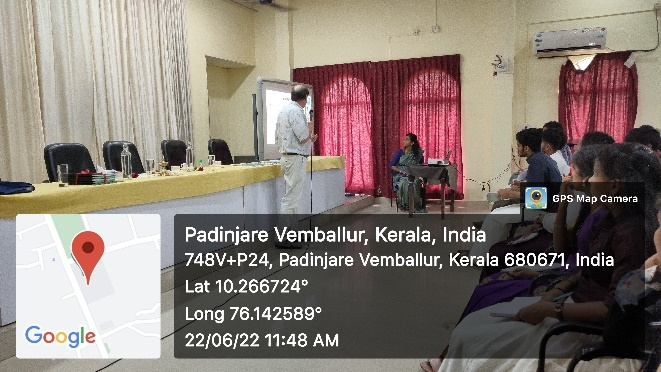 GPS Map Camera
Padinjare Vemballur, Kerala, India
748V+P24, Padinjare Vemballur, Kerala 680671, India
Lat 10.266724°
Long 76.142589°
22/06/22 11:48 AM
Google